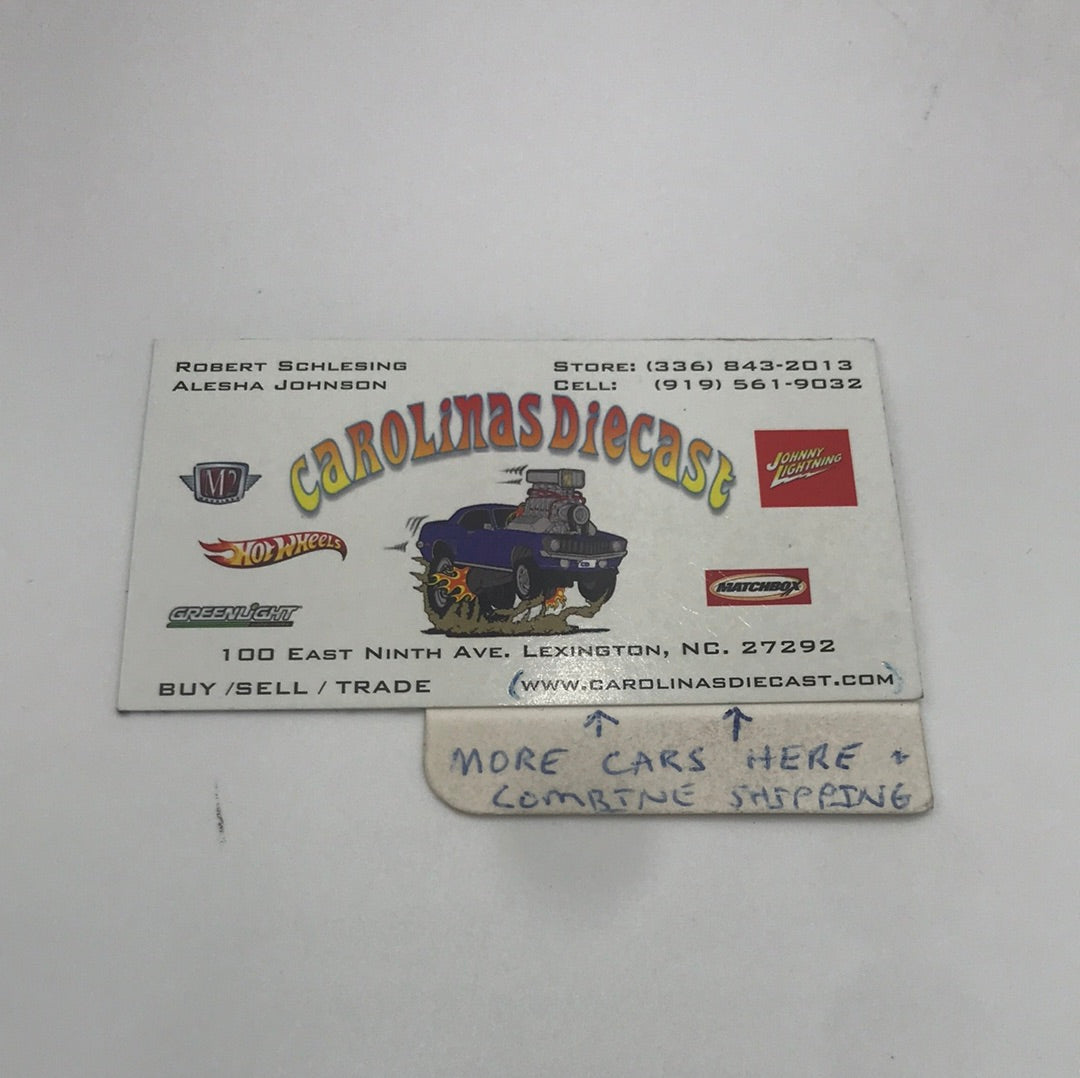 ROBERT SCHLESING
ALESHA JOHNSON
STORE: (336) 843-2013
CELL: (919) 561-9032
CAROLINAS DIECAST
M2
MACHINES
JOHNNY LIGHTNING
HOT WHEELS
MATCHBOX
GREENLIGHT
100 EAST NINTH AVE. LEXINGTON, NC. 27292
BUY /SELL / TRADE
(WWW.CAROLINASDIECAST.COM)
MORE CARS HERE +
COMBINE SHIPPING